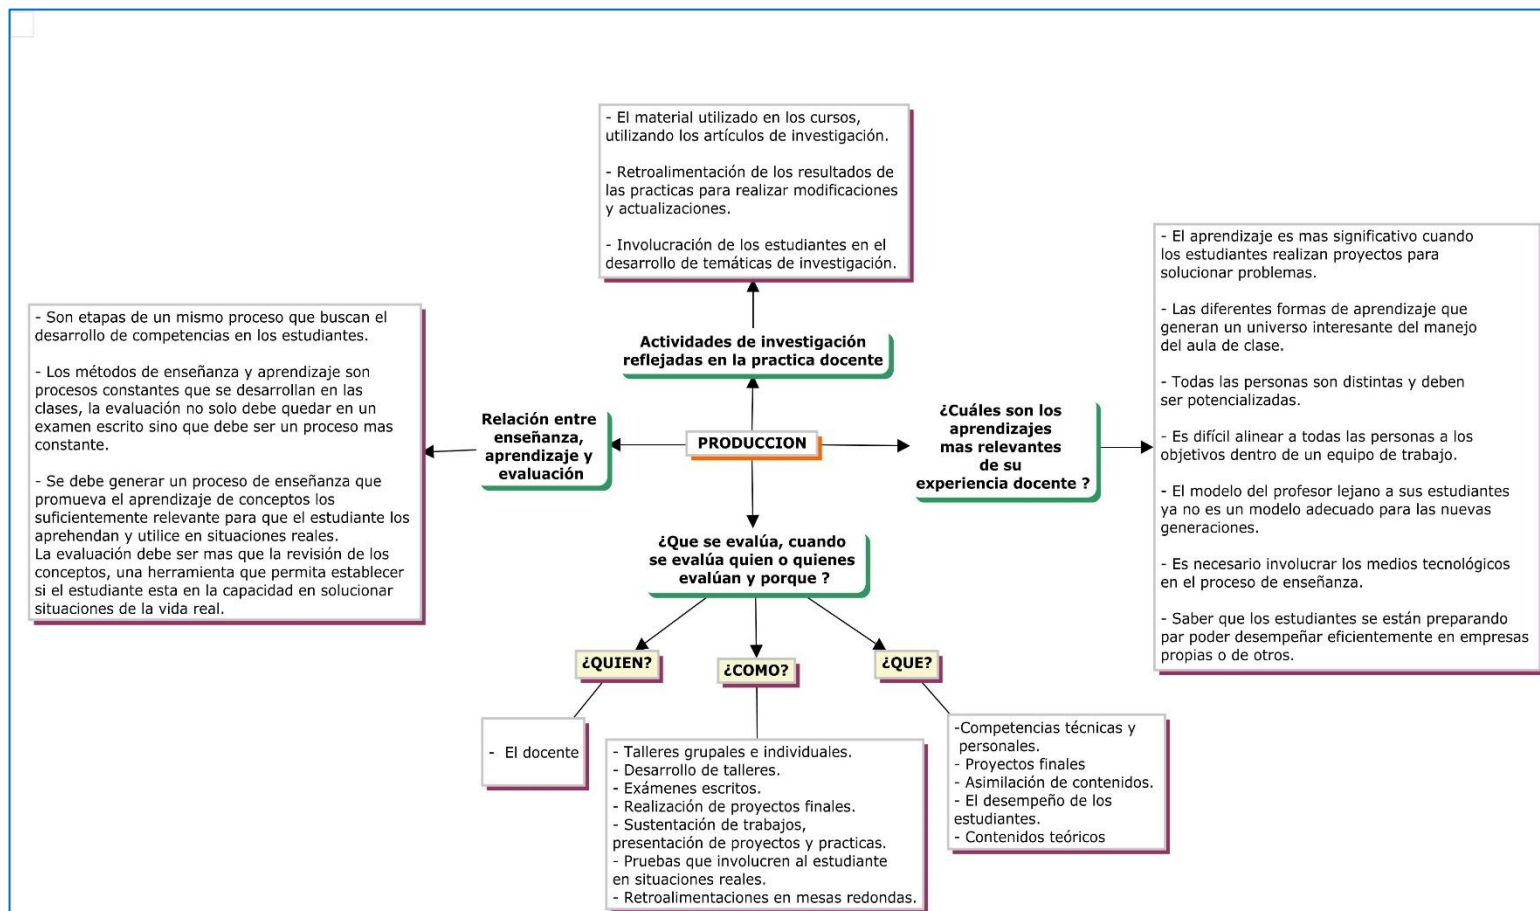 - El material utilizado en los cursos,
utilizando los artículos de investigación.
- Retroalimentación de los resultados de
las practicas para realizar modificaciones
y actualizaciones.
- Involucración de los estudiantes en el
desarrollo de temáticas de investigación.
Actividades de investigación
reflejadas en la practica docente
- Son etapas de un mismo proceso que buscan el
desarrollo de competencias en los estudiantes.
- Los métodos de enseñanza y aprendizaje son
procesos constantes que se desarrollan en las
clases, la evaluación no solo debe quedar en un
examen escrito sino que debe ser un proceso mas
constante.
- Se debe generar un proceso de enseñanza que
promueva el aprendizaje de conceptos los
suficientemente relevante para que el estudiante los
aprehendan y utilice en situaciones reales.
La evaluación debe ser mas que la revisión de los
conceptos, una herramienta que permita establecer
si el estudiante esta en la capacidad en solucionar
situaciones de la vida real.
Relación entre
enseñanza,
aprendizaje y
evaluación
PRODUCCION
¿Cuáles son los
aprendizajes
mas relevantes
de su
experiencia docente ?
- El aprendizaje es mas significativo cuando
los estudiantes realizan proyectos para
solucionar problemas.
- Las diferentes formas de aprendizaje que
generan un universo interesante del manejo
del aula de clase.
- Todas las personas son distintas y deben
ser potencializadas.
- Es difícil alinear a todas las personas a los
objetivos dentro de un equipo de trabajo.
- El modelo del profesor lejano a sus estudiantes
ya no es un modelo adecuado para las nuevas
generaciones.
- Es necesario involucrar los medios tecnológicos
en el proceso de enseñanza.
- Saber que los estudiantes se están preparando
par poder desempeñar eficientemente en empresas
propias o de otros.
¿Que se evalúa, cuando
se evalúa quien o quienes
evalúan y porque ?
¿QUIEN?
¿COMO?
¿QUE?
- El docente
- Talleres grupales e individuales.
- Desarrollo de talleres.
- Exámenes escritos.
- Realización de proyectos finales.
- Sustentación de trabajos,
presentación de proyectos y practicas.
- Pruebas que involucren al estudiante
en situaciones reales.
- Retroalimentaciones en mesas redondas.
-Competencias técnicas y
personales.
- Proyectos finales
- Asimilación de contenidos.
- El desempeño de los
estudiantes.
- Contenidos teóricos